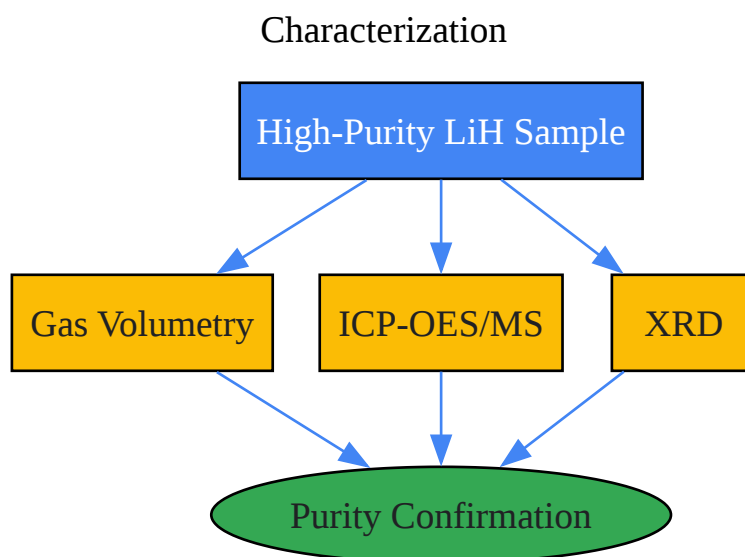 Characterization
High-Purity LiH Sample
Gas Volumetry
ICP-OES/MS
XRD
Purity Confirmation